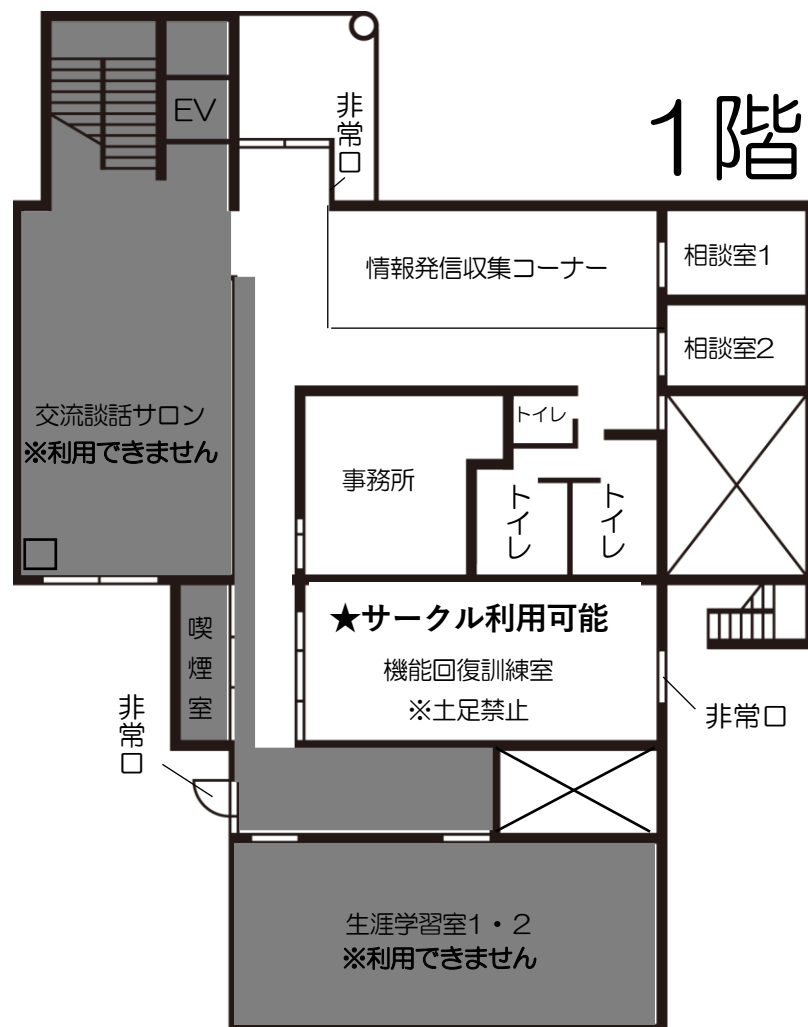 1階
EV
非常口
情報発信収集コーナー
相談室1
相談室2
交流談話サロン
※利用できません
トイレ
事務所
トイレ
トイレ
★サークル利用可能
機能回復訓練室
※土足禁止
喫煙室
非常口
非常口
生涯学習室1・2
※利用できません